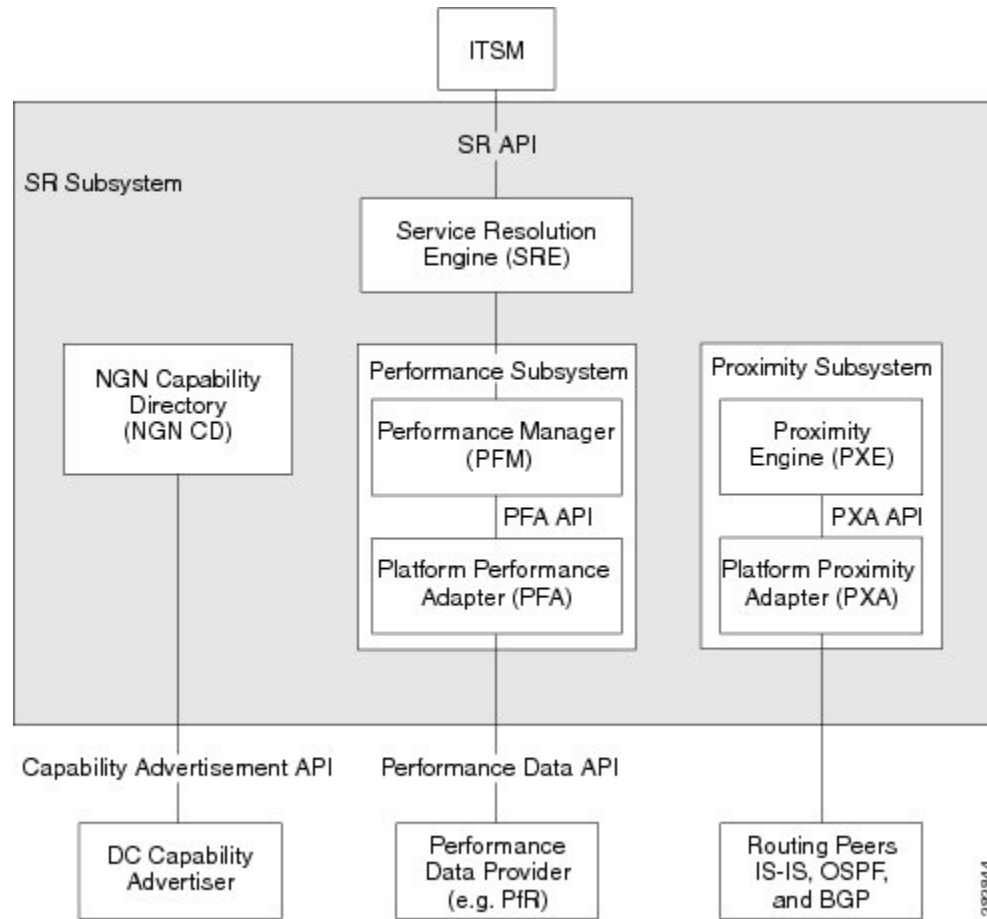 ITSM
SR API
SR Subsystem
Service Resolution
Engine (SRE)
NGN Capability
Directory
(NGN CD)
Performance Subsystem
Performance Manager
(PFM)
PFA API
Platform Performance
Adapter (PFA)
Proximity Subsystem
Proximity
Engine (PXE)
PXA API
Platform Proximity
Adapter (PXA)
Capability Advertisement API
Performance Data API
DC Capability
Advertiser
Performance
Data Provider
(e.g. PfR)
Routing Peers
IS-IS, OSPF,
and BGP